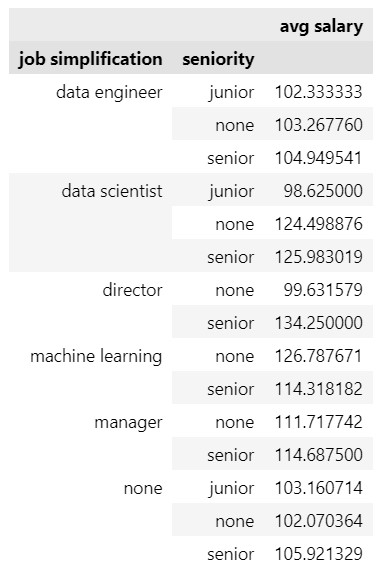 avg salary
job simplification seniority
data engineer junior 102.333333
none 103.267760
senior 104.949541
data scientist junior 98.625000
none 124.498876
senior 125.983019
director none 99.631579
senior 134.250000
machine learning none 126.787671
senior 114.318182
manager none 111.717742
senior 114.687500
none junior 103.160714
none 102.070364
senior 105.921329